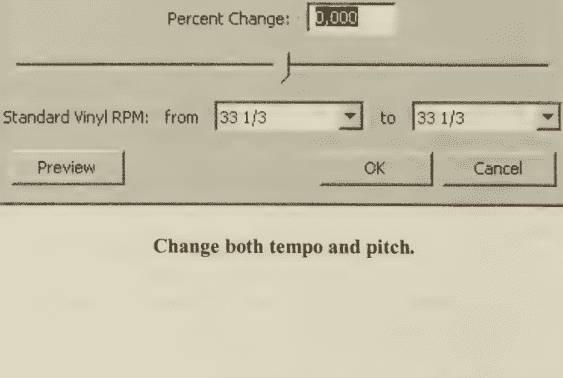 Percent Change: 0,000
Standard Vinyl RPM: from 33 1/3 to 33 1/3
Preview OK Cancel
Change both tempo and pitch.